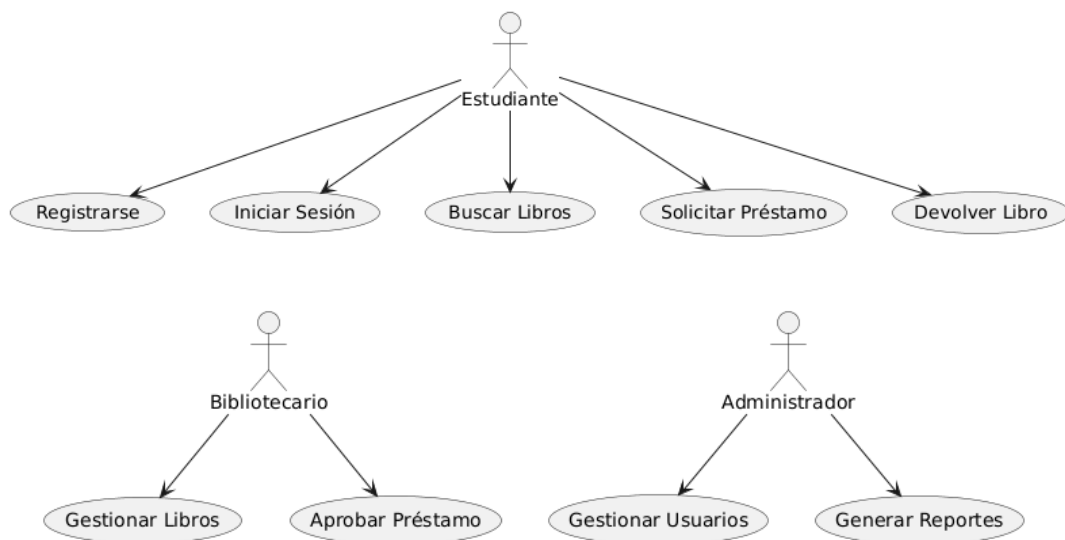 Estudiante
Registrarse
Iniciar Sesión
Buscar Libros
Solicitar Préstamo
Devolver Libro
Bibliotecario
Administrador
Gestionar Libros
Aprobar Préstamo
Gestionar Usuarios
Generar Reportes